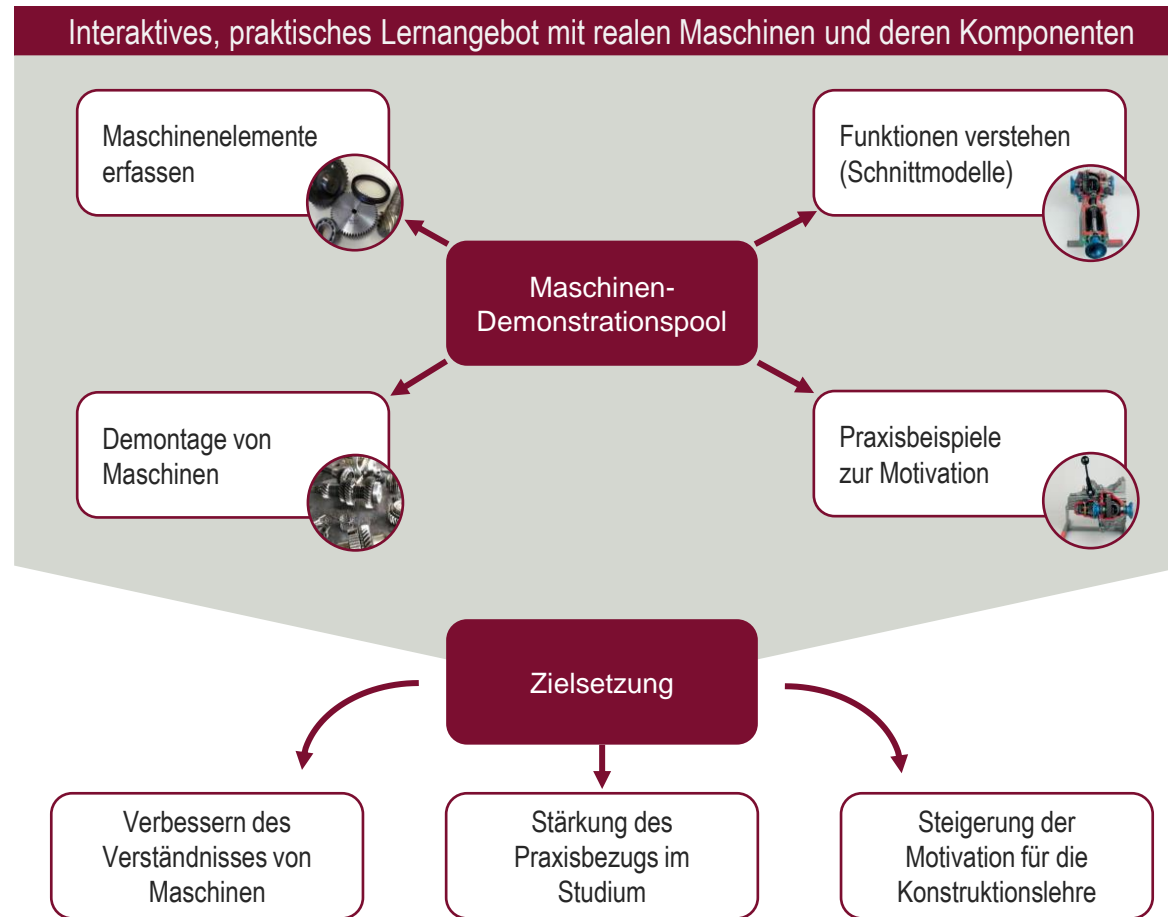 Interaktives, praktisches Lernangebot mit realen Maschinen und deren Komponenten
Maschinenelemente
erfassen
Funktionen verstehen
(Schnittmodelle)
Maschinen-
Demonstrationspool
Demontage von
Maschinen
Praxisbeispiele
zur Motivation
Zielsetzung
Verbessern des
Verständnisses von
Maschinen
Stärkung des
Praxisbezugs im
Studium
Steigerung der
Motivation für die
Konstruktionslehre